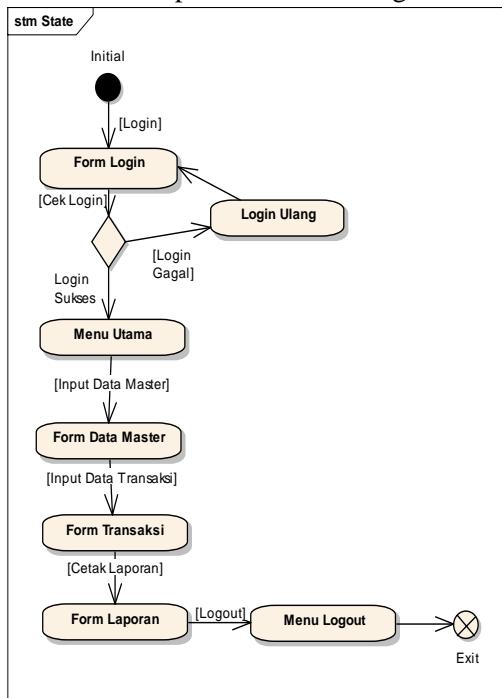 stm State
Initial
[Login]
Form Login
[Cek Login]
Login Ulang
[Login
Gagal]
Login
Sukses
Menu Utama
[Input Data Master]
Form Data Master
[Input Data Transaksi]
Form Transaksi
[Cetak Laporan]
Form Laporan
[Logout]
Menu Logout
Exit